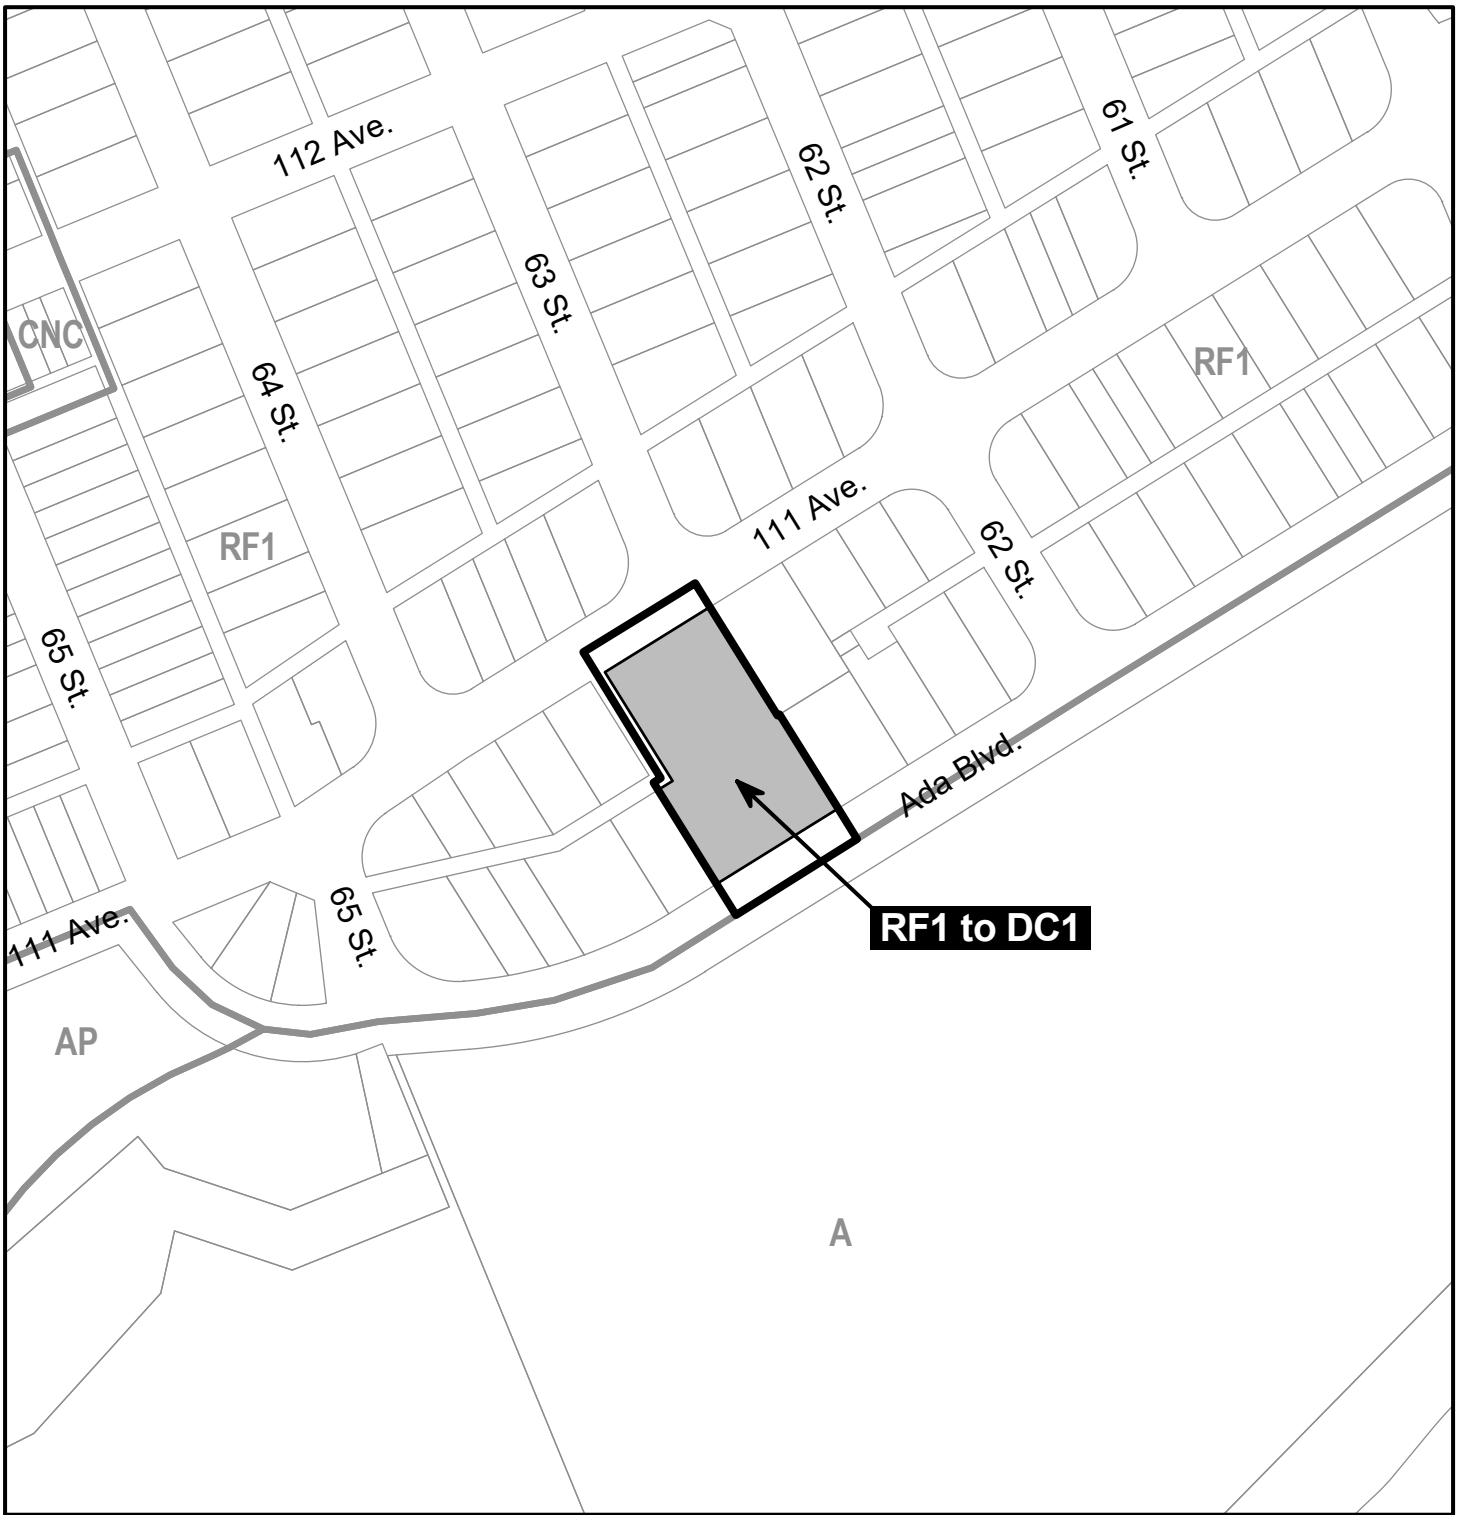 112 Ave.
61 St.
62 St.
63 St.
CNC
RF1
64 St.
111 Ave.
62 St.
RF1
65 St.
Ada Blvd.
65 St.
111 Ave.
RF1 to DC1
AP
A